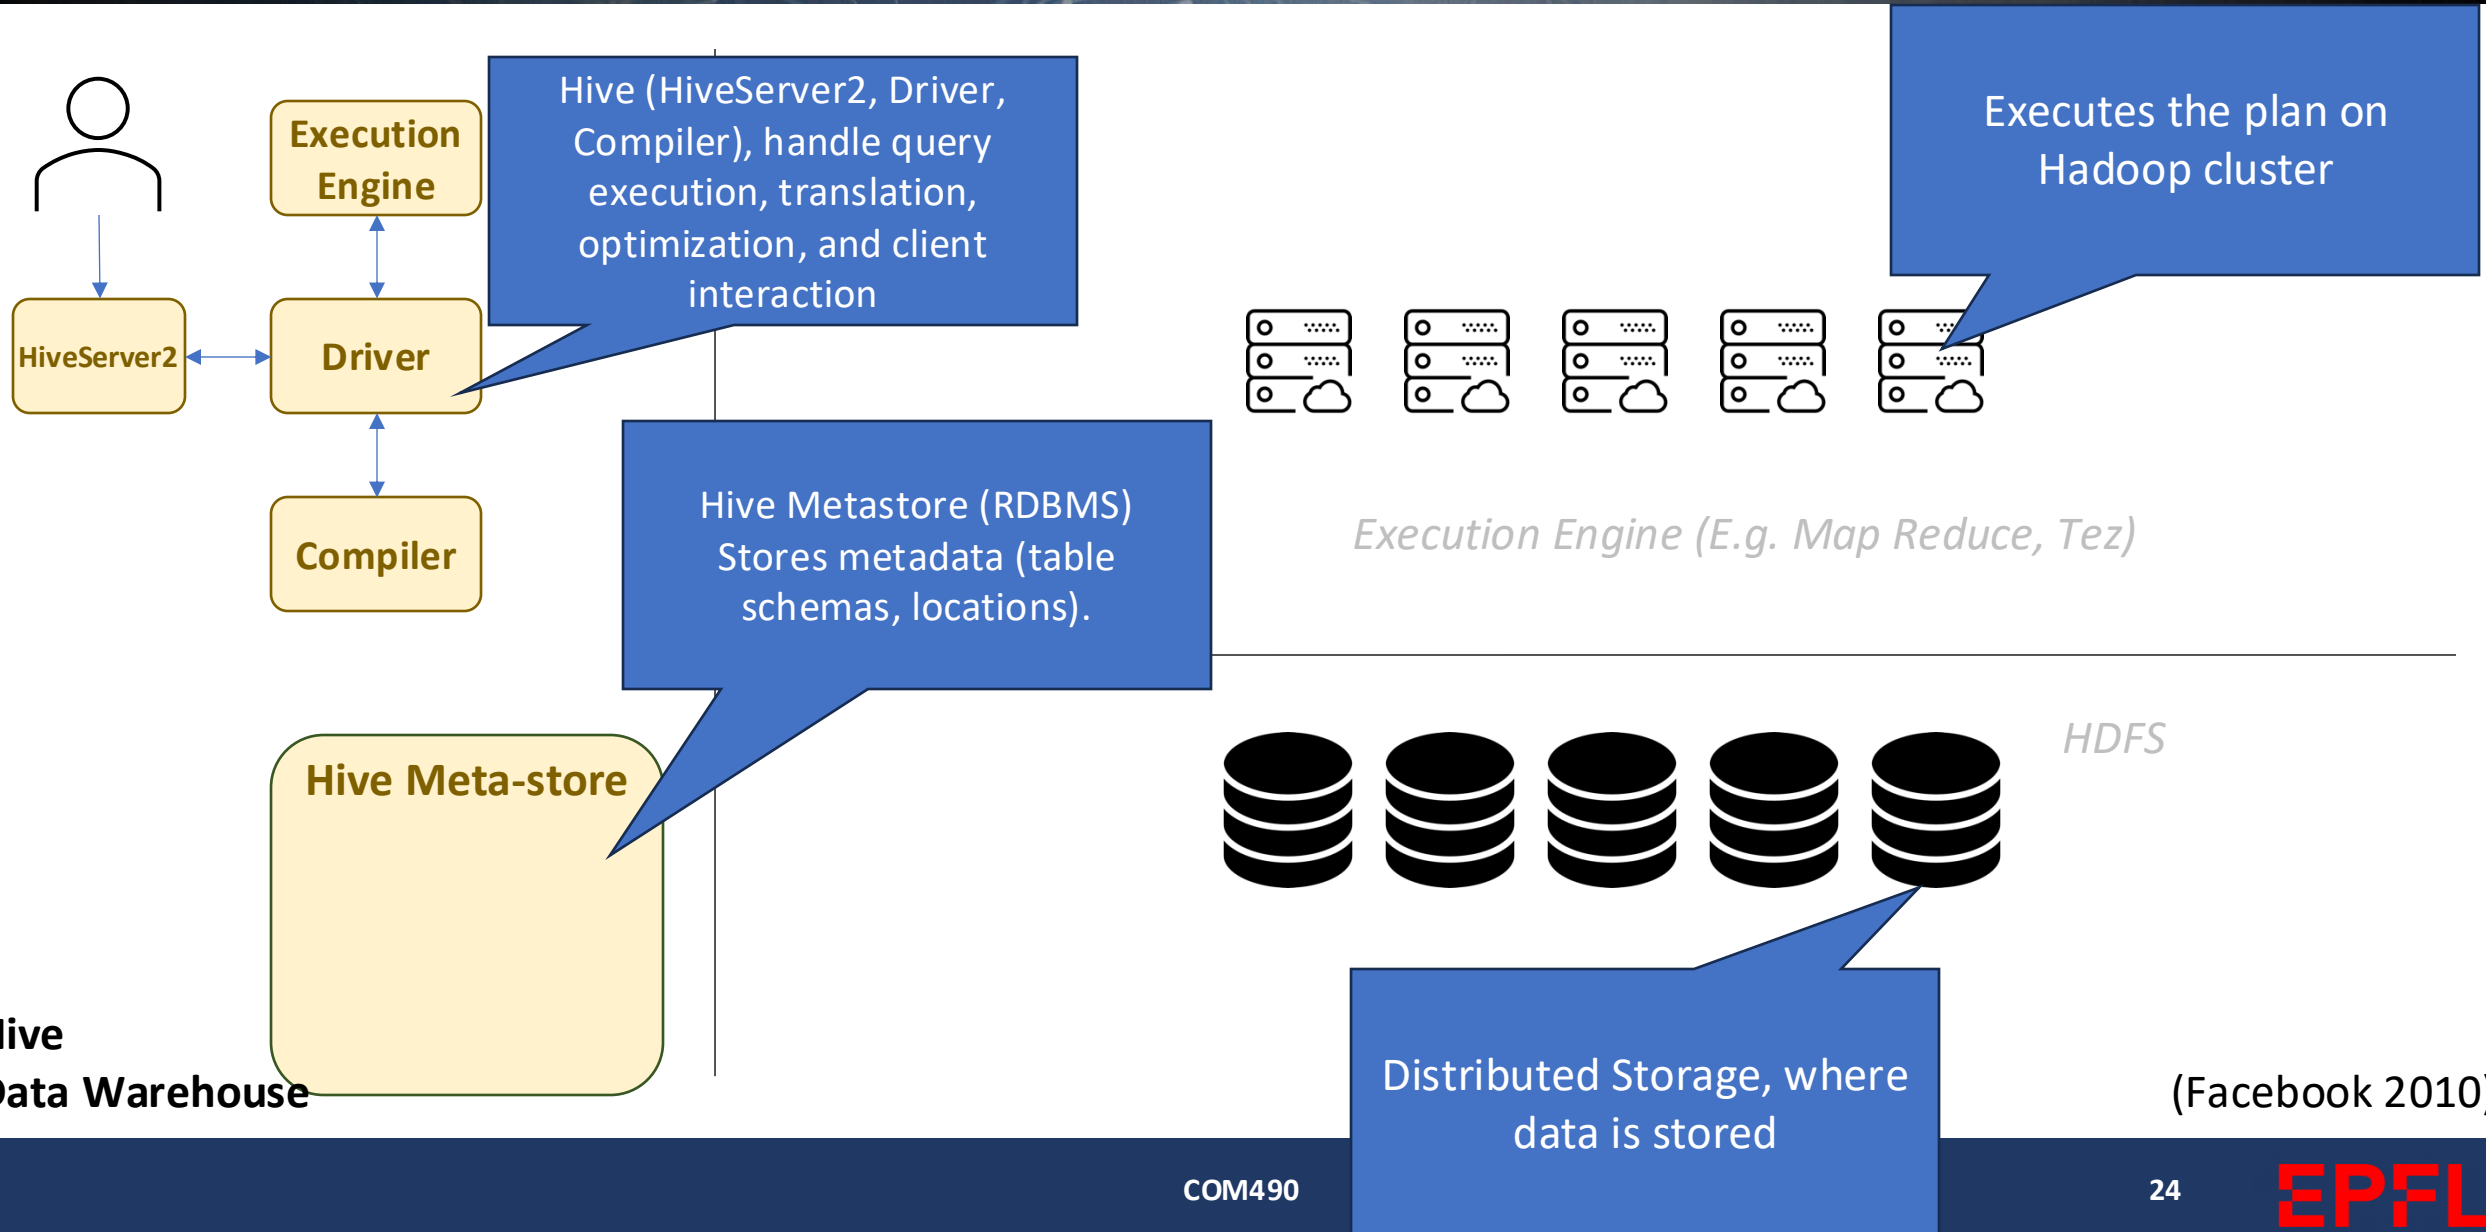 Execution
Engine
HiveServer2
Driver
Compiler
Hive (HiveServer2, Driver,
Compiler), handle query
execution, translation,
optimization, and client
interaction
Executes the plan on
Hadoop cluster
Execution Engine (E.g. Map Reduce, Tez)
Hive Metastore (RDBMS)
Stores metadata (table
schemas, locations).
Hive Meta-store
HDFS
Distributed Storage, where
data is stored
Hive
Data Warehouse
(Facebook 2010)
COM490
24
EPFL